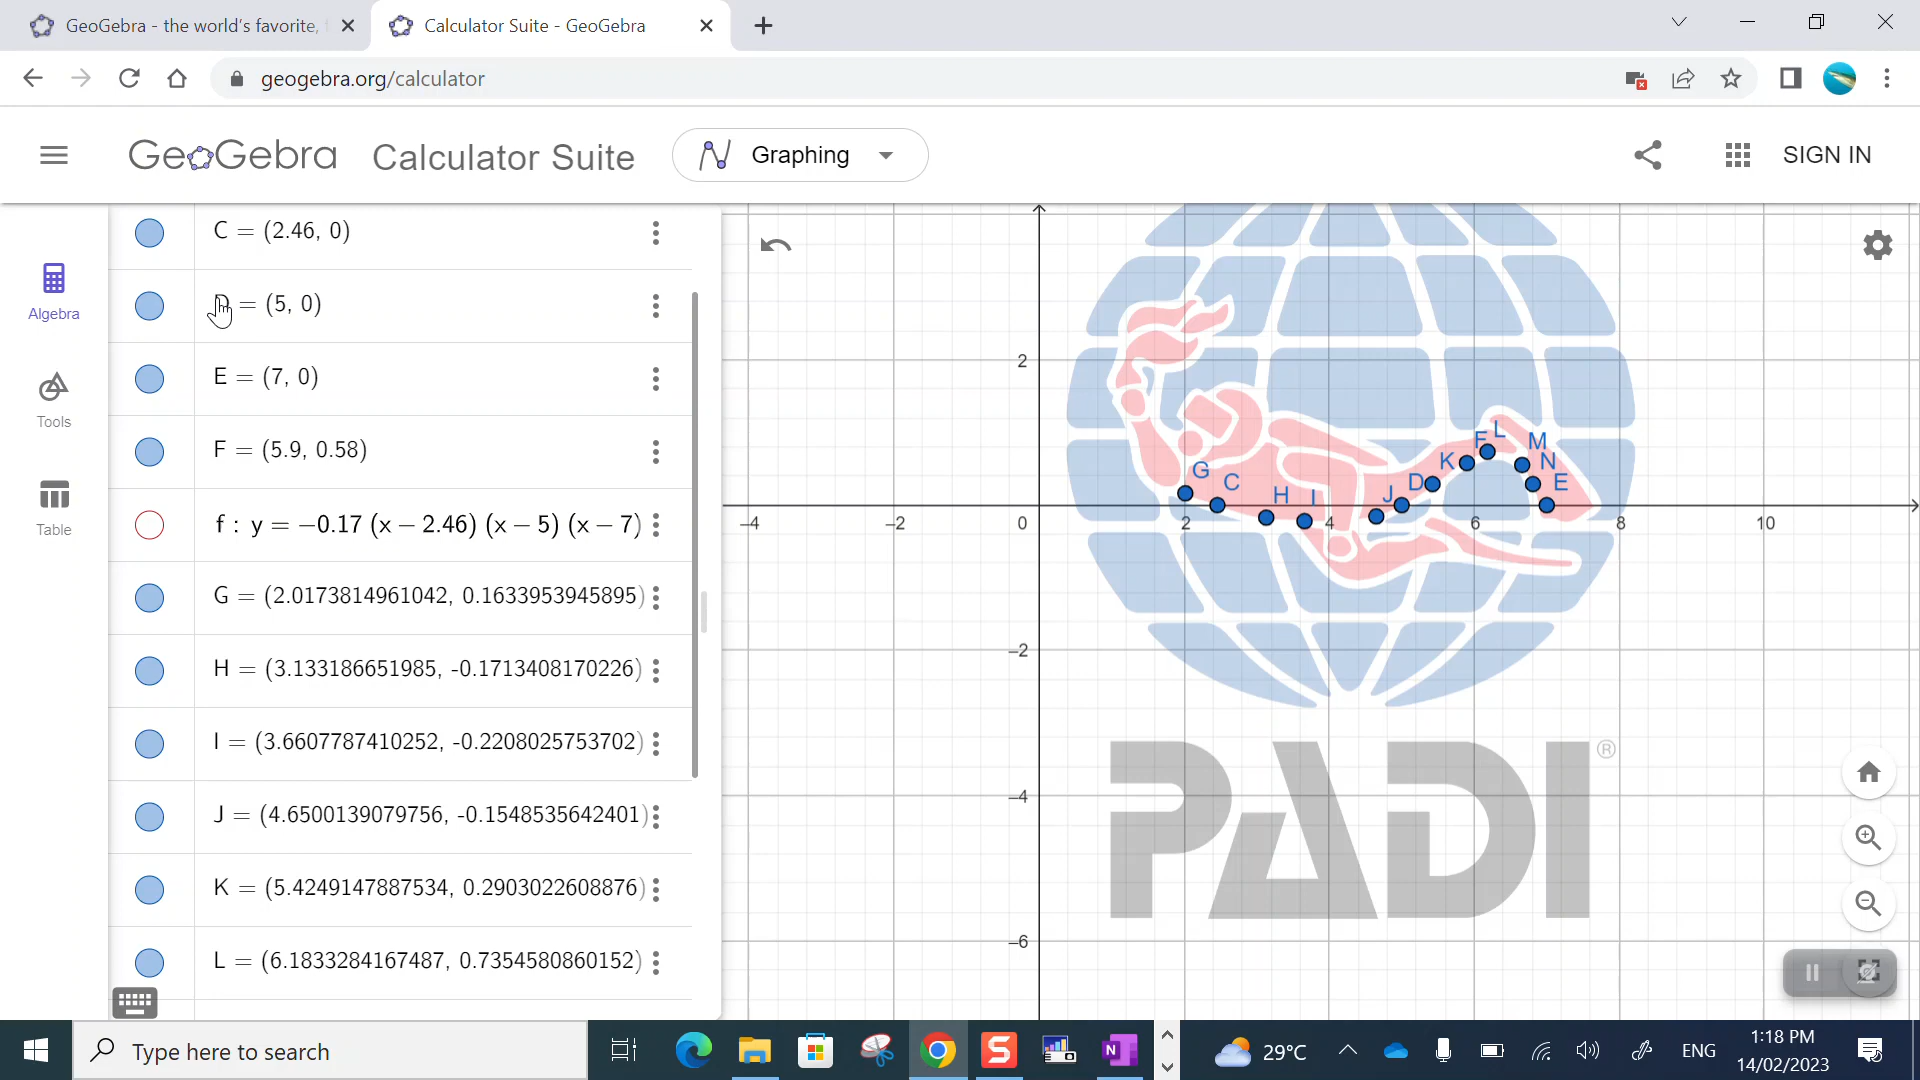 GeoGebra - the world's favorite,
Calculator Suite - GeoGebra
geogebra.org/calculator
GeoGebra Calculator Suite
Graphing
SIGN IN
Algebra
Tools
Table
C = (2.46, 0)
D = (5, 0)
E = (7, 0)
F = (5.9, 0.58)
f : y = −0.17 (x − 2.46) (x − 5) (x − 7)
G = (2.0173814961042, 0.1633953945895)
H = (3.133186651985, -0.1713408170226)
I = (3.6607787410252, -0.2208025753702)
J = (4.6500139079756, -0.1548535642401)
K = (5.4249147887534, 0.2903022608876)
L = (6.1833284167487, 0.7354580860152)
2
L
F
M
K
N
G
C
D
E
H
I
J
−4
−2
0
2
4
6
8
10
−2
−4
−6
PADI ®
Type here to search
29°C
ENG
1:18 PM
14/02/2023